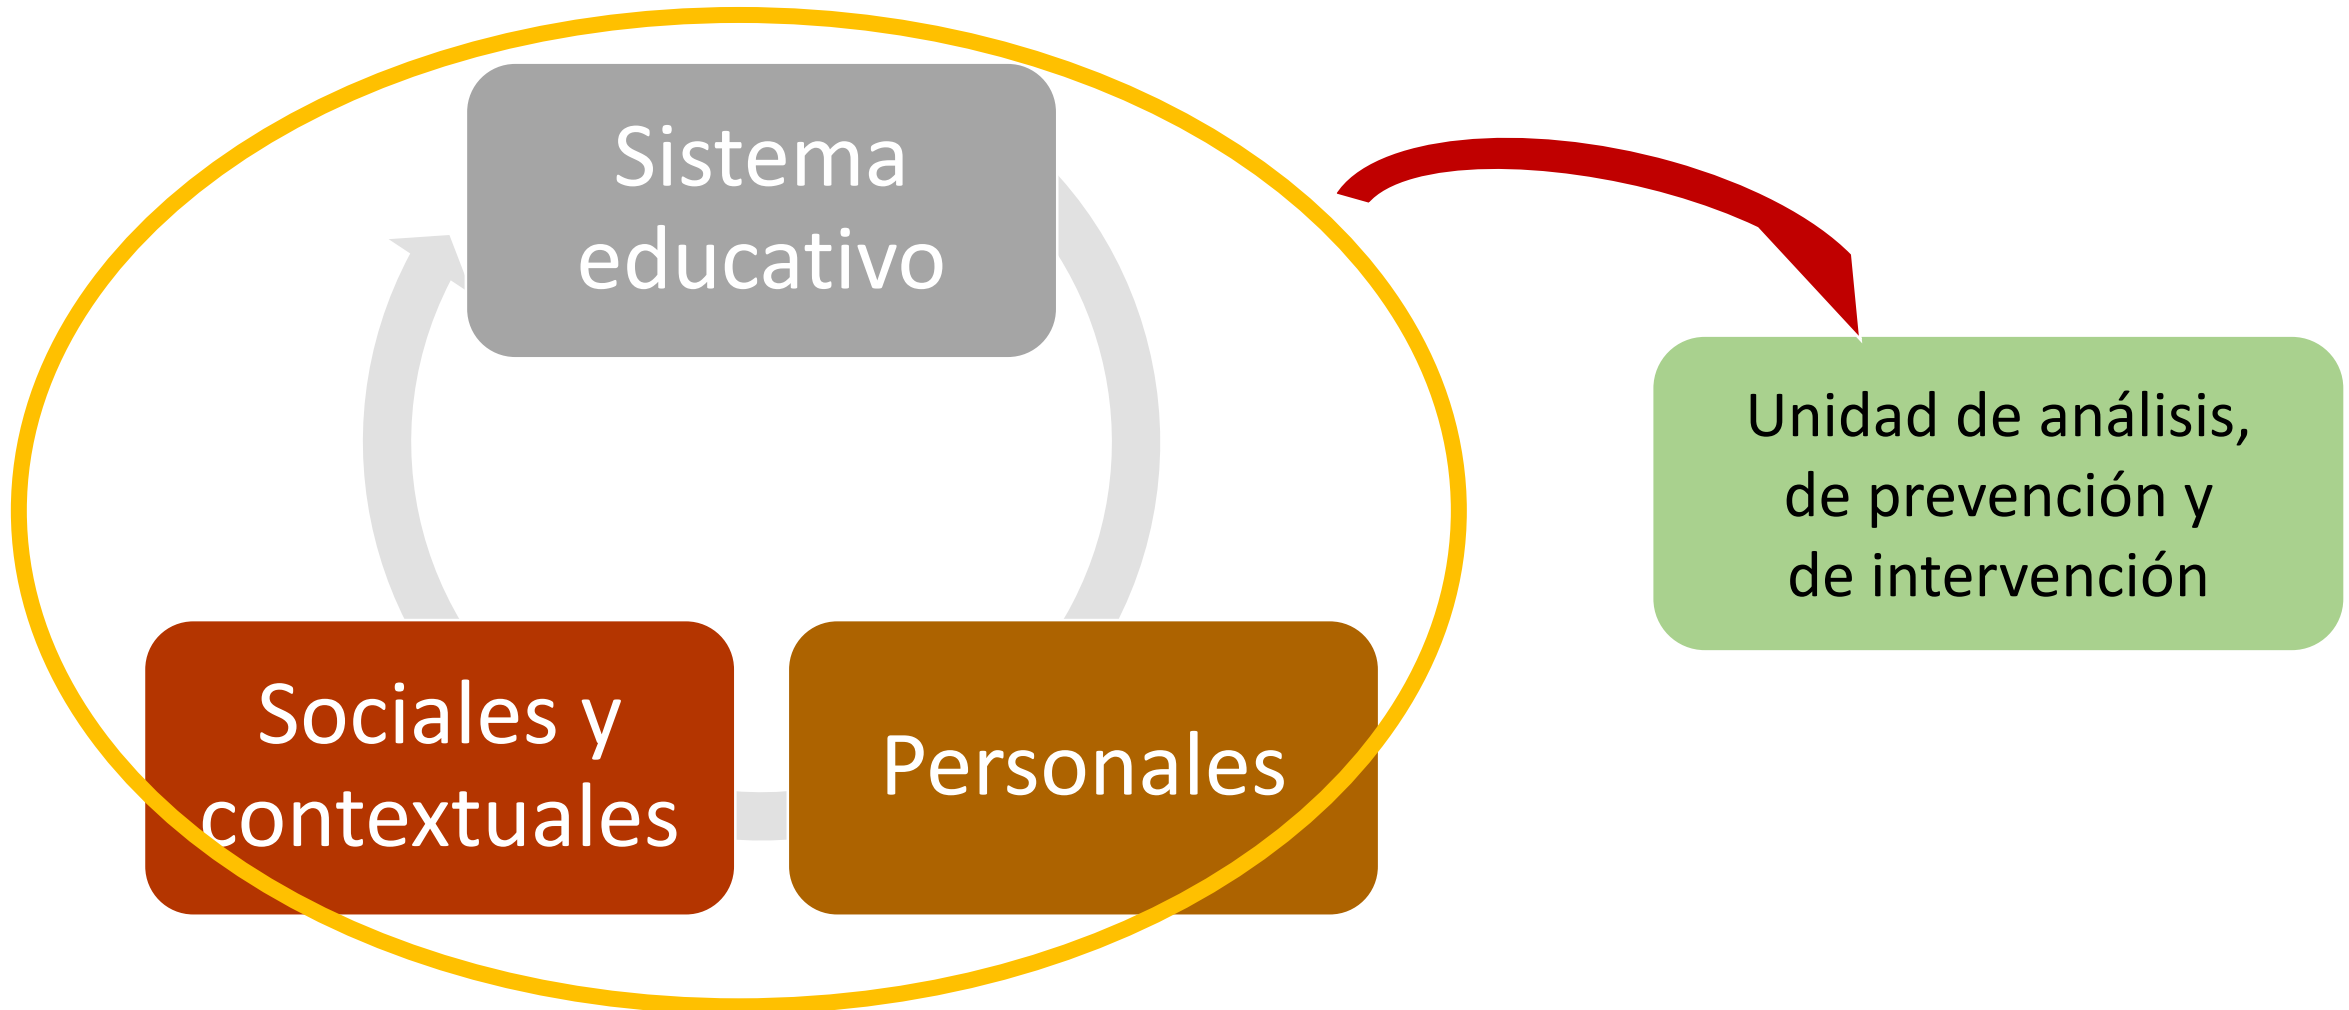 Sistema
educativo
Unidad de análisis,
de prevención y
de intervención
Sociales y
contextuales
Personales